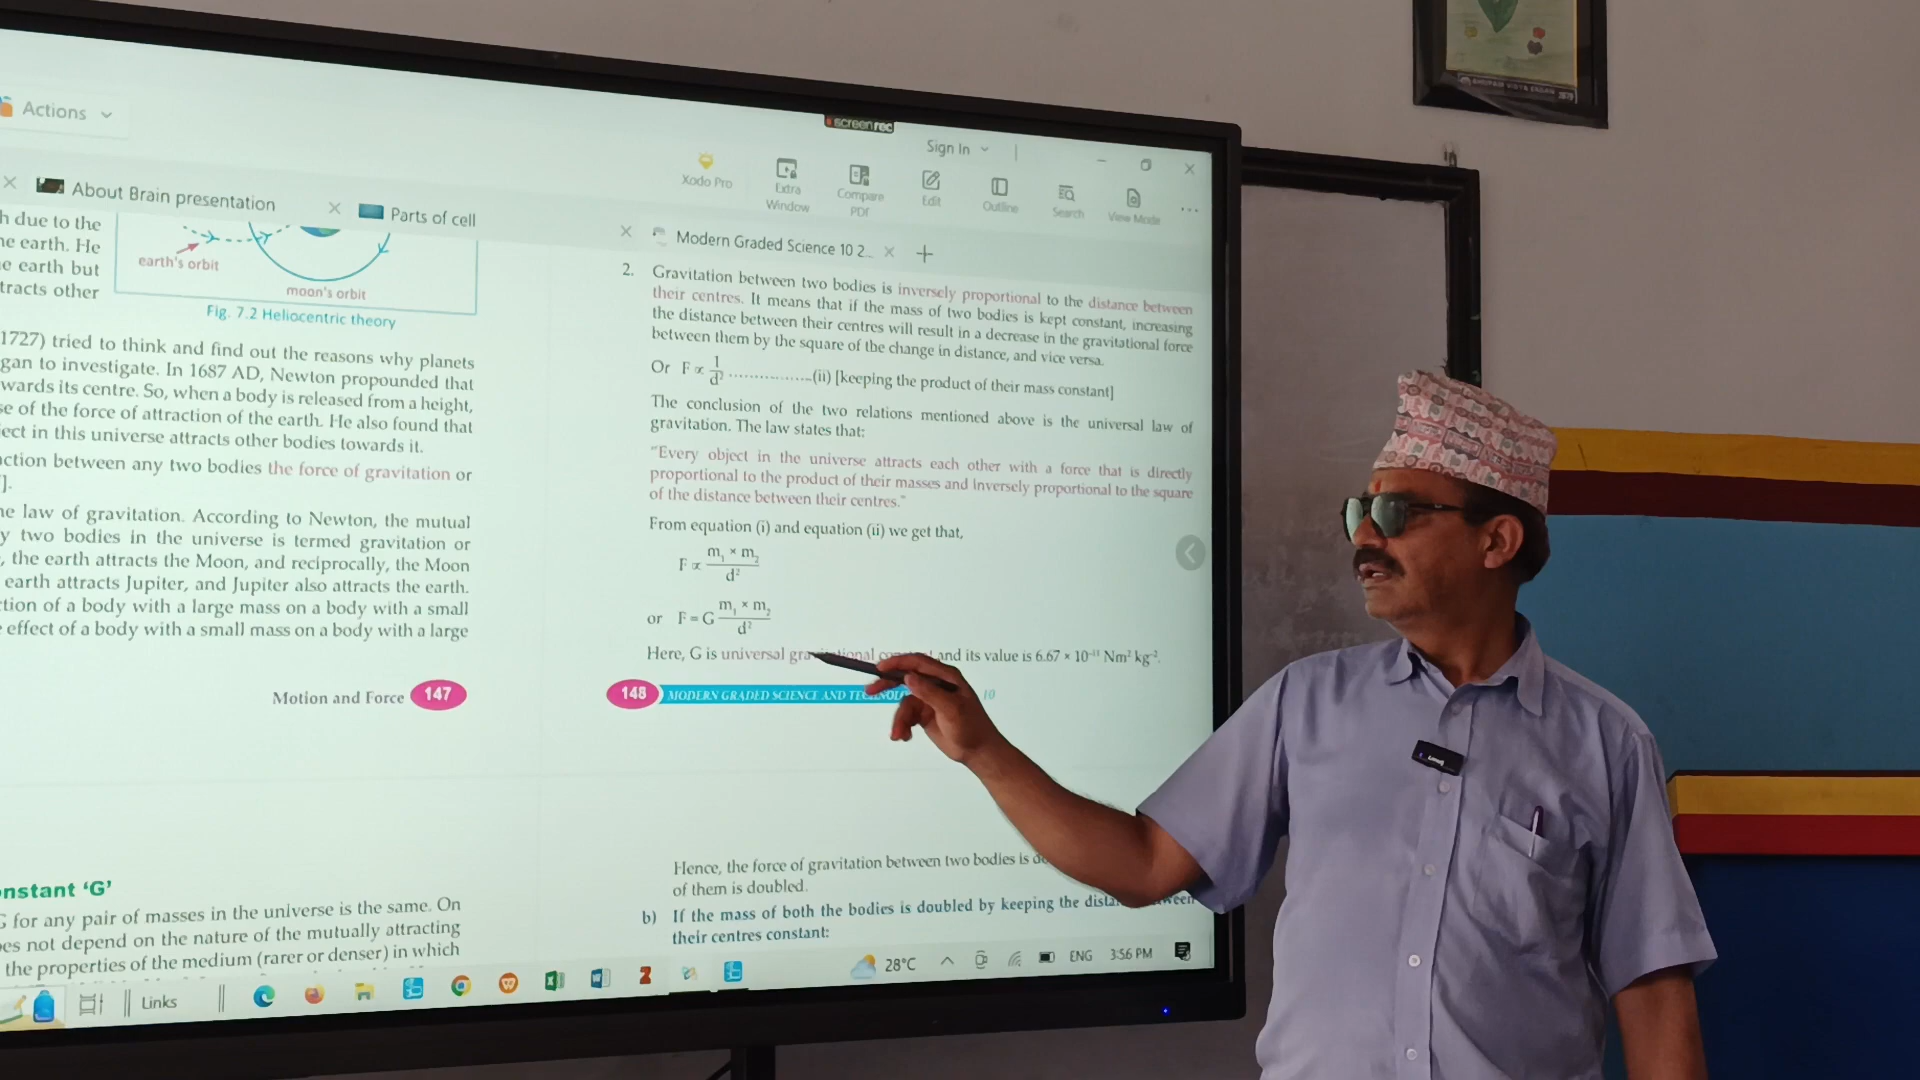 screenrec
Actions
Sign In
Xodo Pro
Extra Window
Compare PDF
Edit
Outline
Search
View Mode
About Brain presentation
Parts of cell
Modern Graded Science 10 2...
h due to the
he earth. He
e earth but
tracts other
earth's orbit
moon's orbit
Fig. 7.2 Heliocentric theory
1727) tried to think and find out the reasons why planets
gan to investigate. In 1687 AD, Newton propounded that
wards its centre. So, when a body is released from a height,
se of the force of attraction of the earth. He also found that
ect in this universe attracts other bodies towards it.
ction between any two bodies the force of gravitation or
].
he law of gravitation. According to Newton, the mutual
y two bodies in the universe is termed gravitation or
, the earth attracts the Moon, and reciprocally, the Moon
earth attracts Jupiter, and Jupiter also attracts the earth.
tion of a body with a large mass on a body with a small
effect of a body with a small mass on a body with a large
Motion and Force 147
nstant 'G'
G for any pair of masses in the universe is the same. On
es not depend on the nature of the mutually attracting
the properties of the medium (rarer or denser) in which
2. Gravitation between two bodies is inversely proportional to the distance between
their centres. It means that if the mass of two bodies is kept constant, increasing
the distance between their centres will result in a decrease in the gravitational force
between them by the square of the change in distance, and vice versa.
Or F ∝ 1/d² ................(ii) [keeping the product of their mass constant]
The conclusion of the two relations mentioned above is the universal law of
gravitation. The law states that:
"Every object in the universe attracts each other with a force that is directly
proportional to the product of their masses and inversely proportional to the square
of the distance between their centres."
From equation (i) and equation (ii) we get that,
F ∝ m₁ × m₂/d²
or F = G m₁ × m₂/d²
Here, G is universal gra tional co and its value is 6.67 × 10⁻¹¹ Nm² kg⁻².
148 MODERN GRADED SCIENCE AND TECHNOLO 10
Hence, the force of gravitation between two bodies is do
of them is doubled.
b) If the mass of both the bodies is doubled by keeping the dista ween
their centres constant:
Links
28°C
ENG
3:56 PM